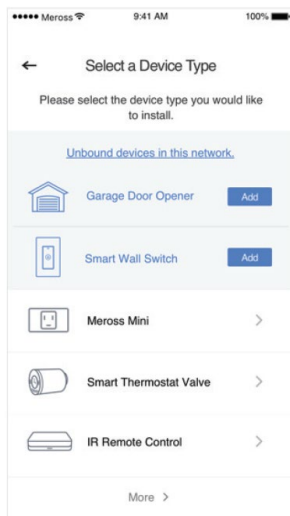 Meross 9:41 AM 100%
Select a Device Type
Please select the device type you would like
to install.
Unbound devices in this network.
Garage Door Opener Add
Smart Wall Switch Add
Meross Mini
Smart Thermostat Valve
IR Remote Control
More